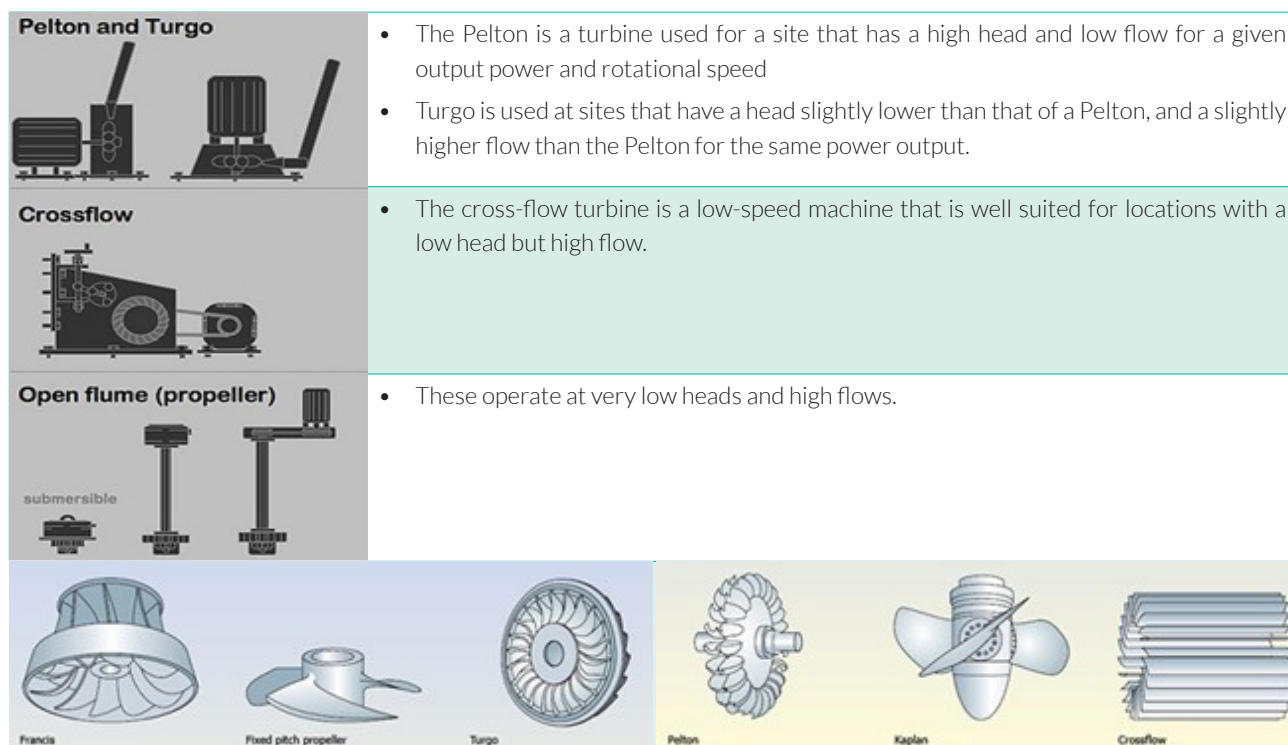 Pelton and Turgo
• The Pelton is a turbine used for a site that has a high head and low flow for a given
output power and rotational speed
• Turgo is used at sites that have a head slightly lower than that of a Pelton, and a slightly
higher flow than the Pelton for the same power output.
Crossflow
• The cross-flow turbine is a low-speed machine that is well suited for locations with a
low head but high flow.
Open flume (propeller)
• These operate at very low heads and high flows.
submersible
Francis
Fixed pitch propeller
Turgo
Pelton
Kaplan
Crossflow